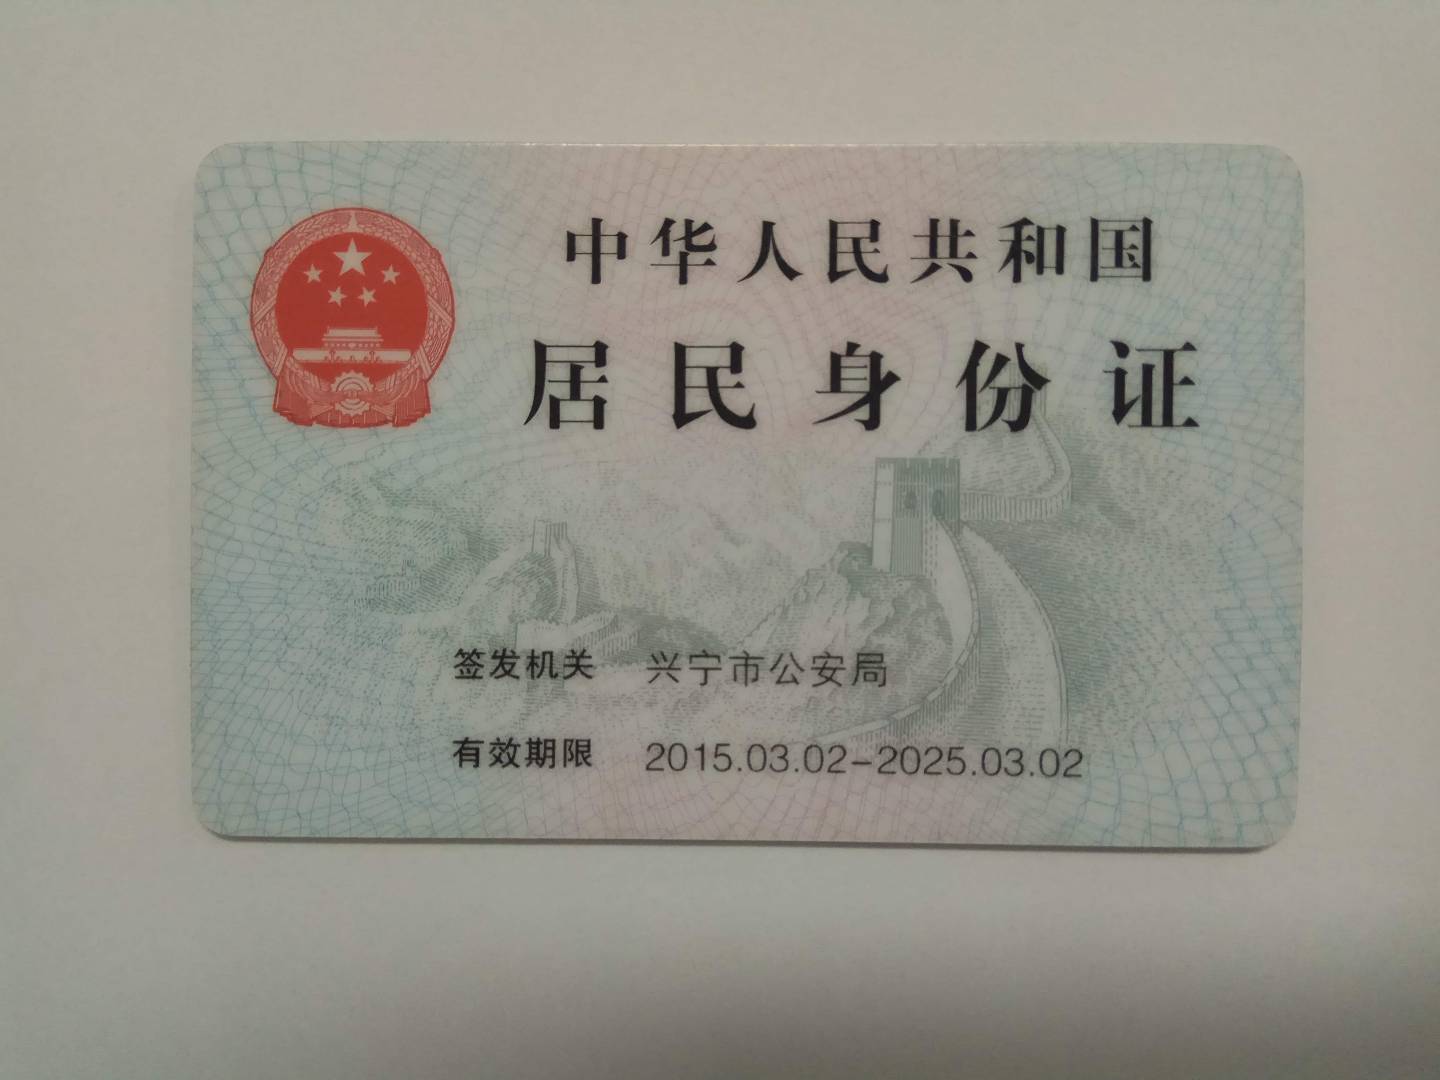 中华人民共和国
居民身份证
签发机关 兴宁市公安局
有效期限 2015.03.02-2025.03.02